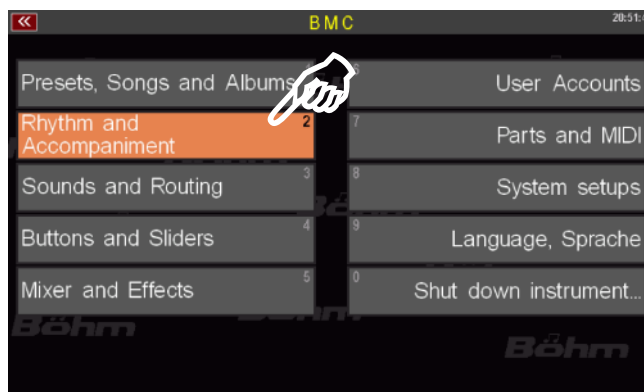 BMC
20:51:
Presets, Songs and Albums
6
User Accounts
Rhythm and
2
Accompaniment
7
Parts and MIDI
Sounds and Routing
3
8
System setups
Buttons and Sliders
4
9
Language, Sprache
Mixer and Effects
5
0
Shut down instrument...
Böhm
Böhm